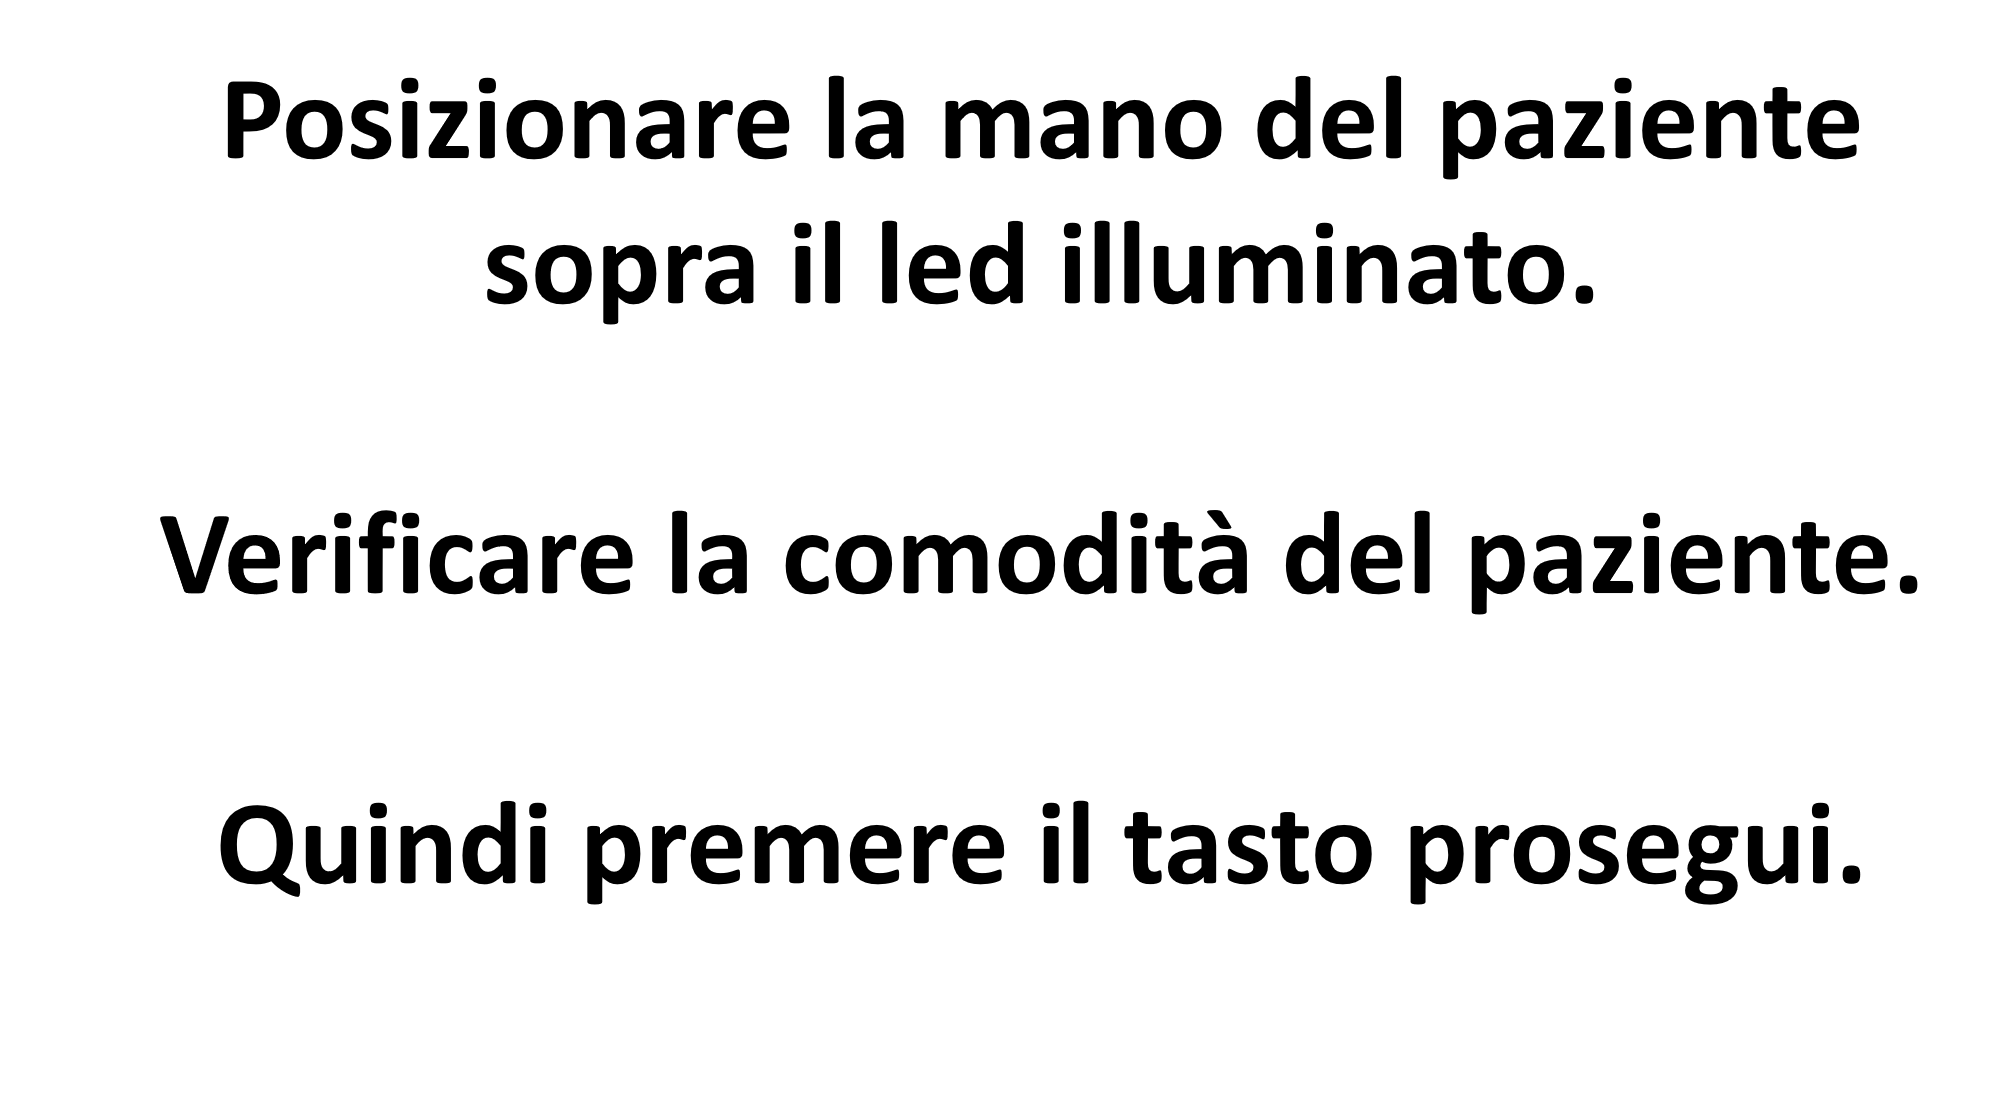 Posizionare la mano del paziente
sopra il led illuminato.
Verificare la comodità del paziente.
Quindi premere il tasto prosegui.